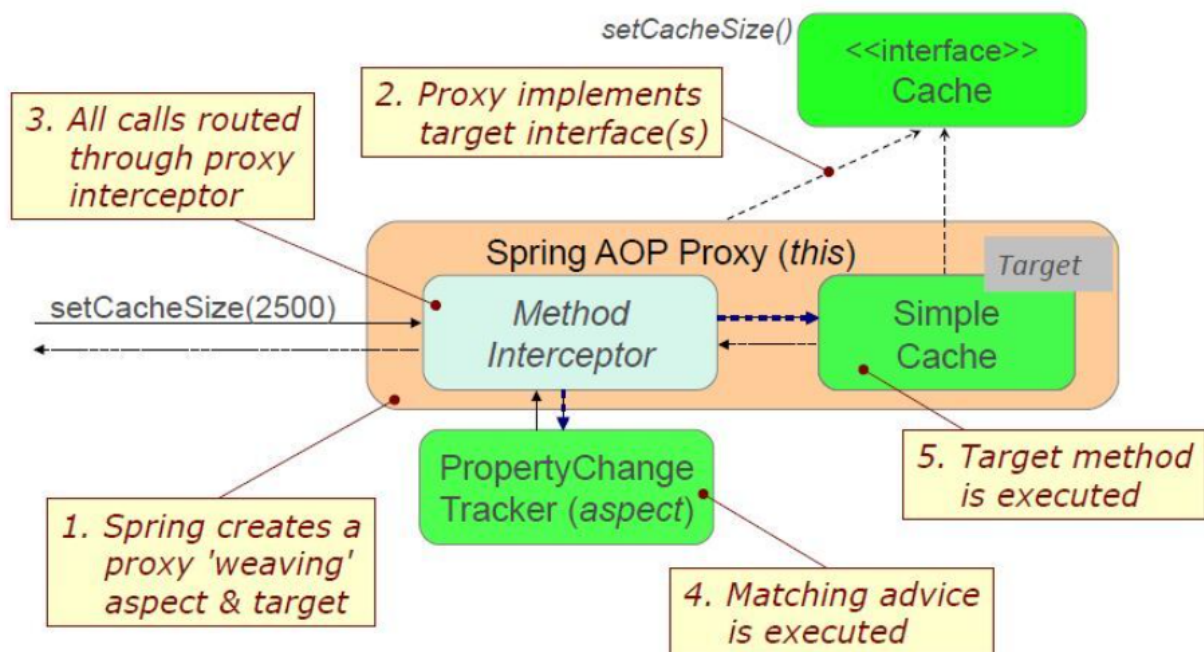 setCacheSize()
<<interface>>
Cache
2. Proxy implements
target interface(s)
3. All calls routed
through proxy
interceptor
Spring AOP Proxy (this)
Target
setCacheSize(2500)
Method
Interceptor
Simple
Cache
PropertyChange
Tracker (aspect)
5. Target method
is executed
1. Spring creates a
proxy 'weaving'
aspect & target
4. Matching advice
is executed